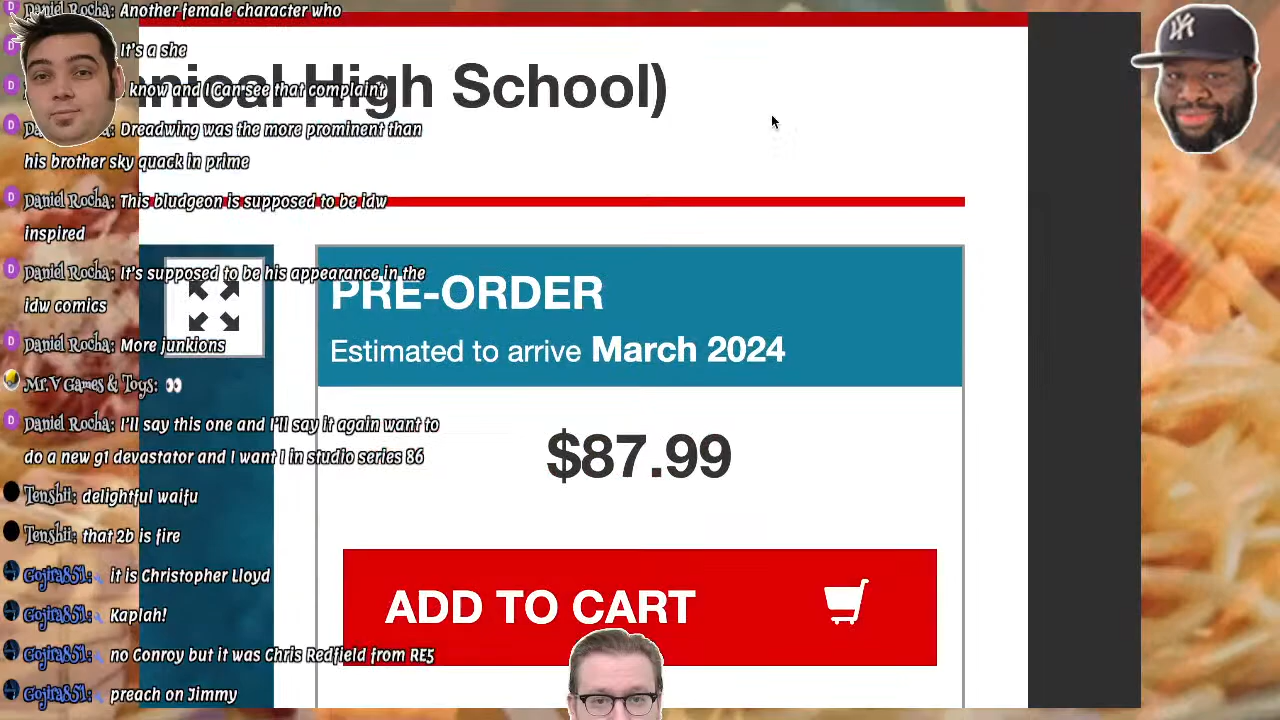 Daniel Rocha: Another female character who
It's a she
know and I can see that complaint
nical High School)
Daniel Rocha: Dreadwing was the more prominent than
his brother sky quack in prime
Daniel Rocha: This bludgeon is supposed to be idw
inspired
Daniel Rocha: It's supposed to be his appearance in the
idw comics
Daniel Rocha: More junkions
Mr.V Games & Toys: 👀
Daniel Rocha: I'll say this one and I'll say it again want to
do a new g1 devastator and I want I in studio series 86
Tenshii: delightful waifu
Tenshii: that 2b is fire
Gojira851: it is Christopher Lloyd
Gojira851: Kaplah!
Gojira851: no Conroy but it was Chris Redfield from RE5
Gojira851: preach on Jimmy
PRE-ORDER
Estimated to arrive March 2024
$87.99
ADD TO CART